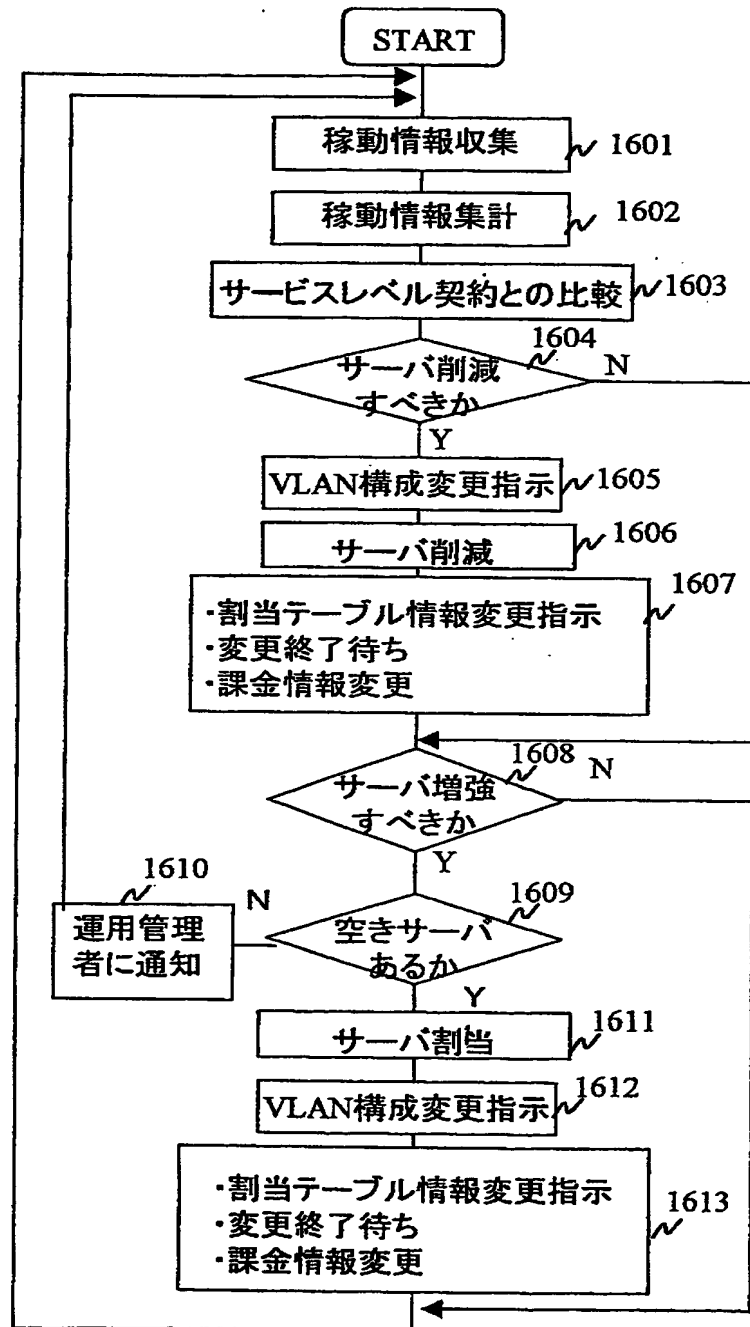 START
稼動情報収集
1601
稼動情報集計
1602
サービスレベル契約との比較
1603
1604
サーバ削減
すべきか
N
Y
VLAN構成変更指示
1605
サーバ削減
1606
1607
・割当テーブル情報変更指示
・変更終了待ち
・課金情報変更
1608
サーバ増強
すべきか
N
Y
1610
運用管理
者に通知
N
1609
空きサーバ
あるか
Y
サーバ割当
1611
VLAN構成変更指示
1612
・割当テーブル情報変更指示
・変更終了待ち
・課金情報変更
1613